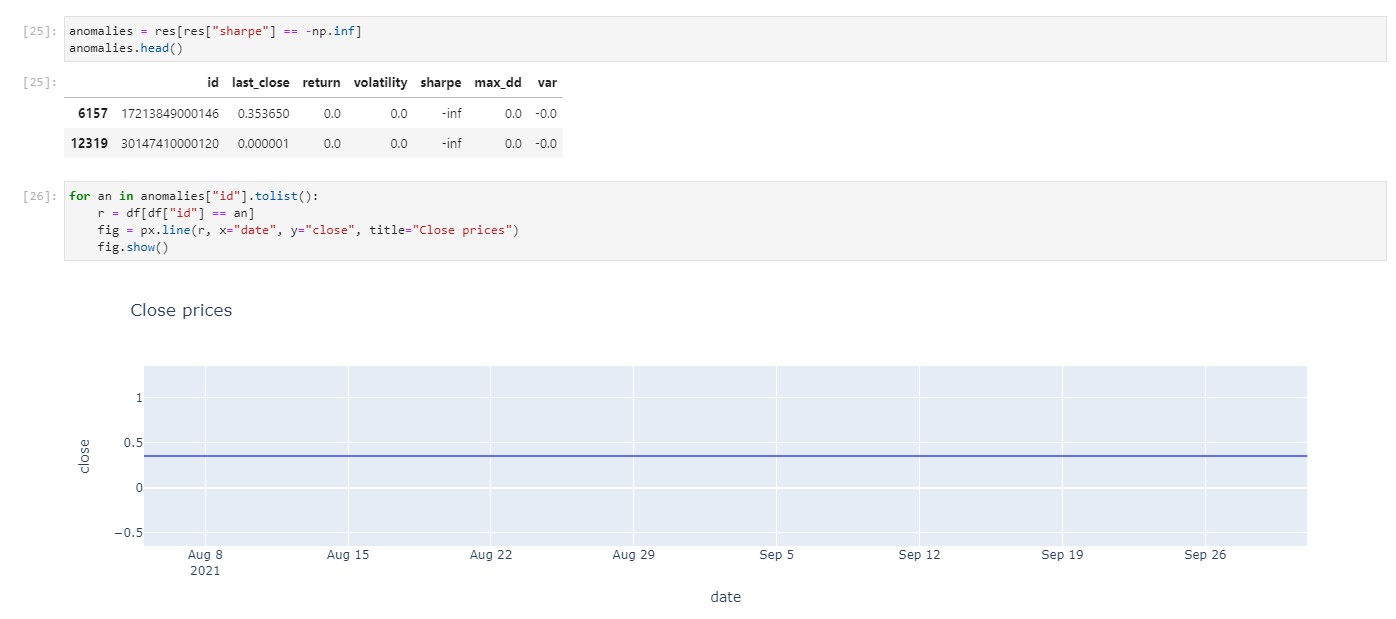 [25]: anomalies = res[res["sharpe"] == -np.inf]
anomalies.head()
[25]: id last_close return volatility sharpe max_dd var
6157 17213849000146 0.353650 0.0 0.0 -inf 0.0 -0.0
12319 30147410000120 0.000001 0.0 0.0 -inf 0.0 -0.0
[26]: for an in anomalies["id"].tolist():
r = df[df["id"] == an]
fig = px.line(r, x="date", y="close", title="Close prices")
fig.show()
Close prices
1
0.5
0
−0.5
close
Aug 8 Aug 15 Aug 22 Aug 29 Sep 5 Sep 12 Sep 19 Sep 26
2021
date